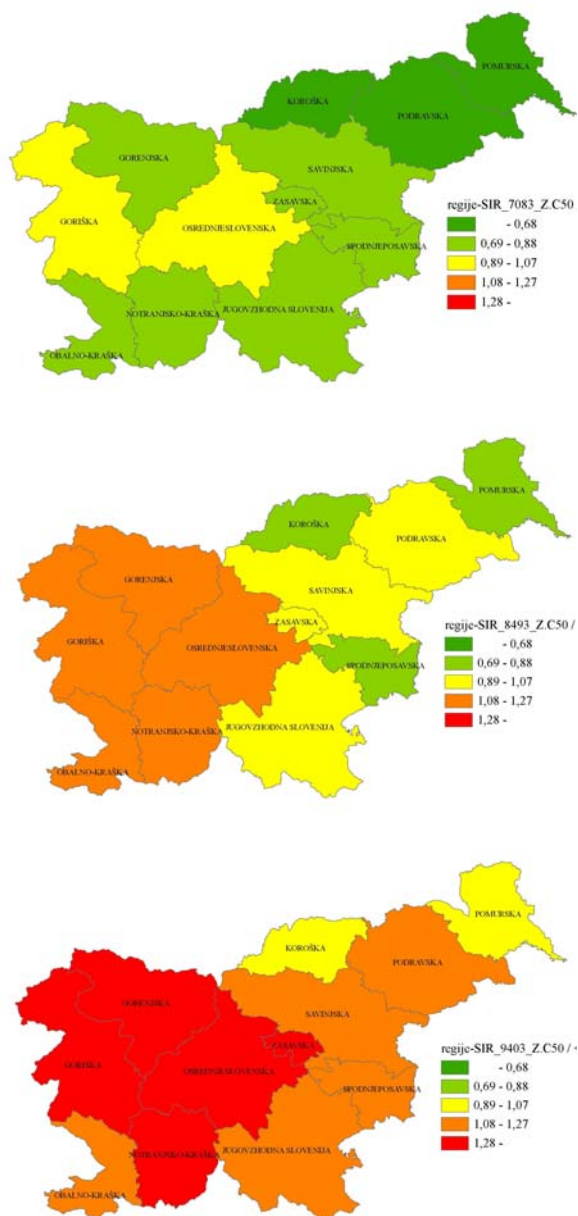 POMURSKA
KOROŠKA
PODRAVSKA
GORENJSKA
SAVINJSKA
ZASAVSKA
GORIŠKA
OSREDNJESLOVENSKA
SPODNJEPOSAVSKA
NOTRANJSKO-KRAŠKA
JUGOVZHODNA SLOVENIJA
OBALNO-KRAŠKA
regije-SIR_7083_Z.C50
- 0,68
0,69 - 0,88
0,89 - 1,07
1,08 - 1,27
1,28 -
POMURSKA
KOROŠKA
PODRAVSKA
GORENJSKA
SAVINJSKA
ZASAVSKA
GORIŠKA
OSREDNJESLOVENSKA
SPODNJEPOSAVSKA
NOTRANJSKO-KRAŠKA
JUGOVZHODNA SLOVENIJA
OBALNO-KRAŠKA
regije-SIR_8493_Z.C50 /
- 0,68
0,69 - 0,88
0,89 - 1,07
1,08 - 1,27
1,28 -
POMURSKA
KOROŠKA
PODRAVSKA
GORENJSKA
SAVINJSKA
ZASAVSKA
GORIŠKA
OSREDNJESLOVENSKA
SPODNJEPOSAVSKA
NOTRANJSKO-KRAŠKA
JUGOVZHODNA SLOVENIJA
OBALNO-KRAŠKA
regije-SIR_9403_Z.C50 / <
- 0,68
0,69 - 0,88
0,89 - 1,07
1,08 - 1,27
1,28 -